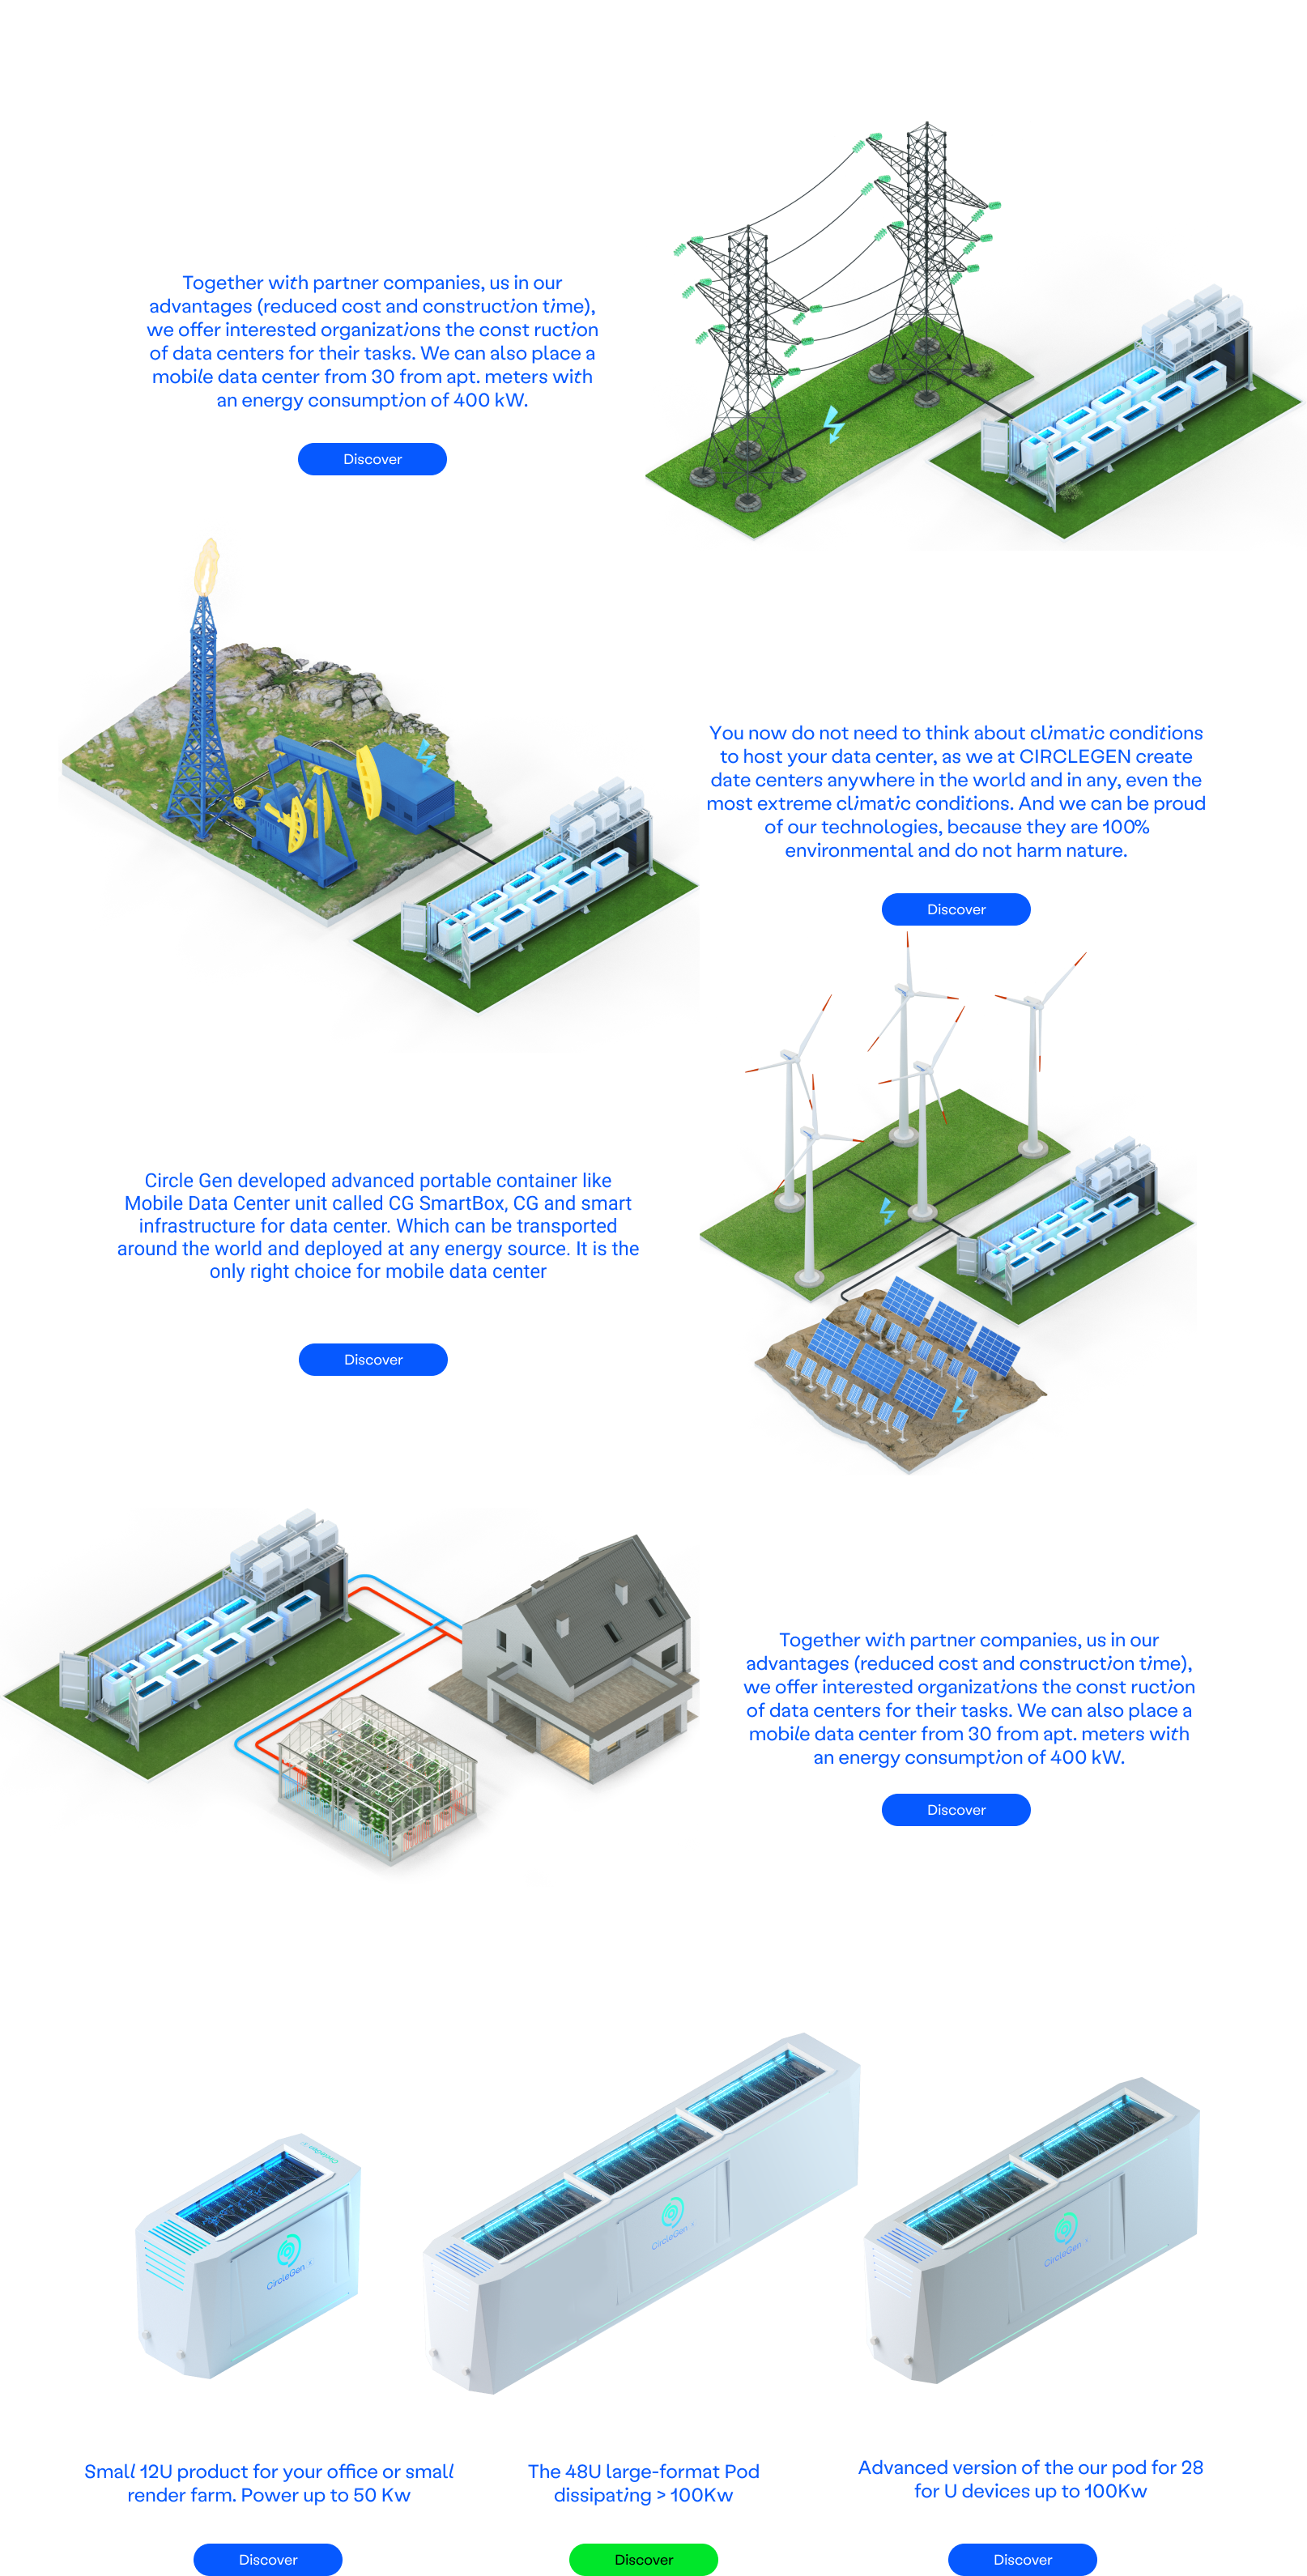 Together with partner companies, us in our
advantages (reduced cost and construction time),
we offer interested organizations the const ruction
of data centers for their tasks. We can also place a
mobile data center from 30 from apt. meters with
an energy consumption of 400 kW.
Discover
You now do not need to think about climatic conditions
to host your data center, as we at CIRCLEGEN create
date centers anywhere in the world and in any, even the
most extreme climatic conditions. And we can be proud
of our technologies, because they are 100%
environmental and do not harm nature.
Discover
Circle Gen developed advanced portable container like
Mobile Data Center unit called CG SmartBox, CG and smart
infrastructure for data center. Which can be transported
around the world and deployed at any energy source. It is the
only right choice for mobile data center
Discover
Together with partner companies, us in our
advantages (reduced cost and construction time),
we offer interested organizations the const ruction
of data centers for their tasks. We can also place a
mobile data center from 30 from apt. meters with
an energy consumption of 400 kW.
Discover
CircleGen
CircleGen
CircleGen
CircleGen
Small 12U product for your office or small
render farm. Power up to 50 Kw
Discover
The 48U large-format Pod
dissipating > 100Kw
Discover
Advanced version of the our pod for 28
for U devices up to 100Kw
Discover